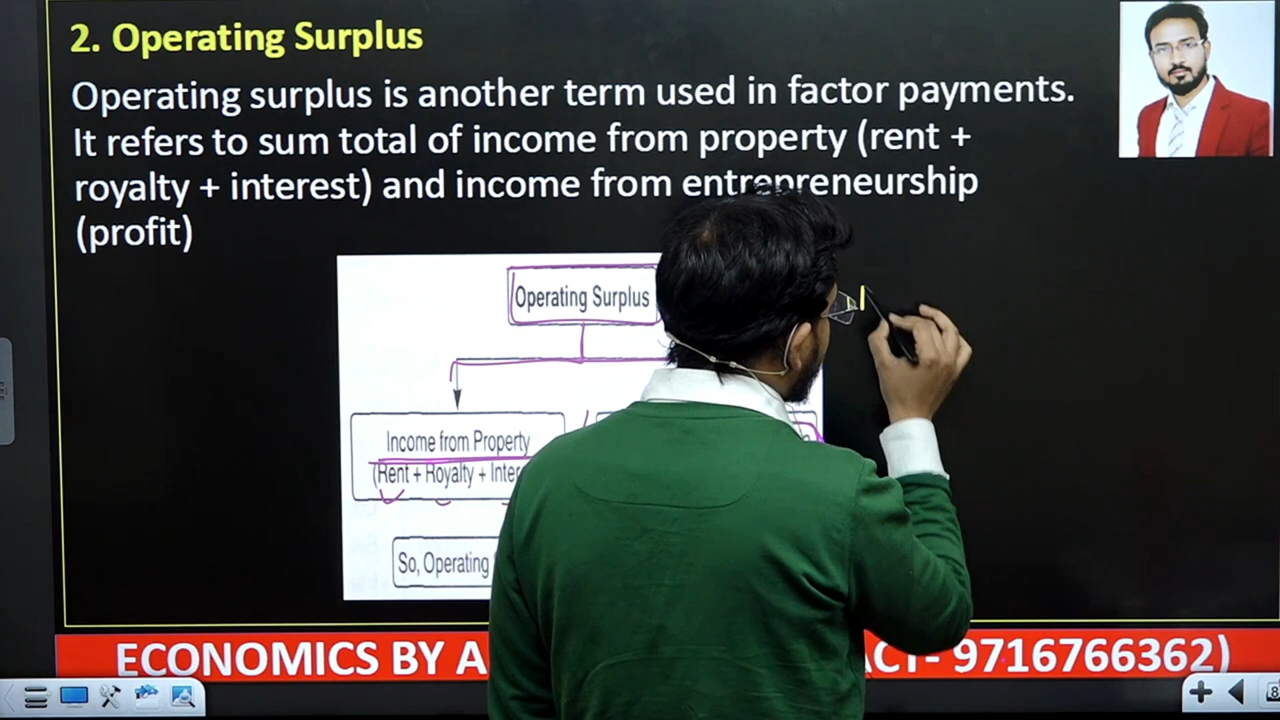 2. Operating Surplus
Operating surplus is another term used in factor payments.
It refers to sum total of income from property (rent +
royalty + interest) and income from entrepreneurship
(profit)
Operating Surplus
Income from Property
(Rent + Royalty +
So, Operating
ECONOMICS BY
9716766362)